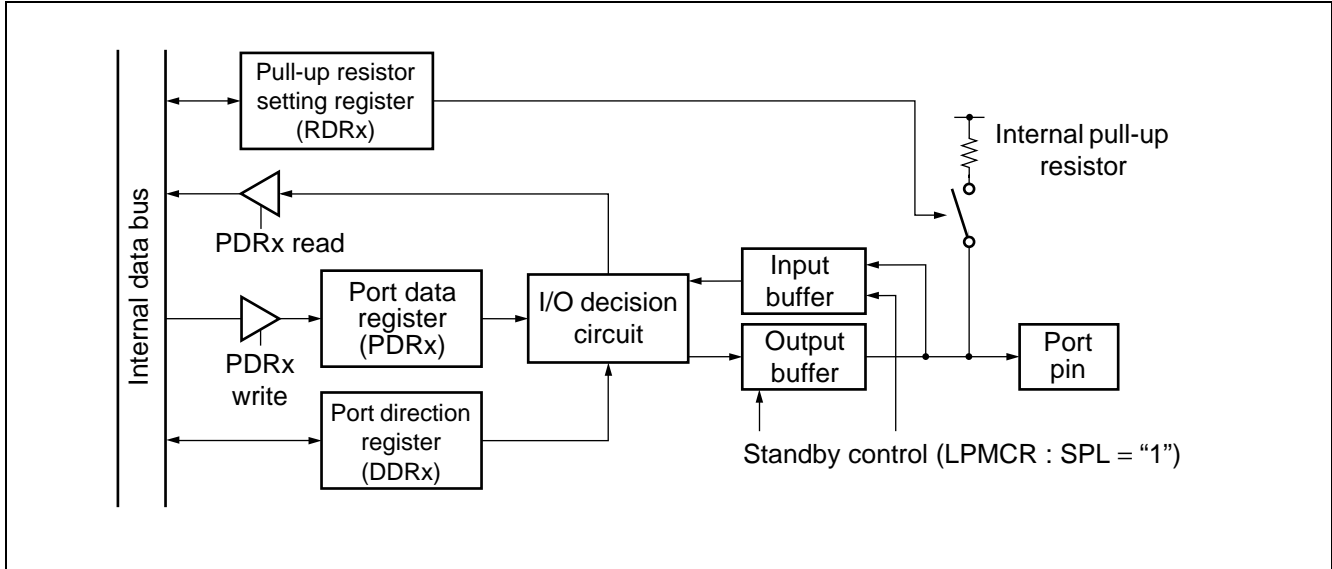 Internal data bus
Pull-up resistor
setting register
(RDRx)
Internal pull-up
resistor
PDRx read
PDRx
write
Port data
register
(PDRx)
I/O decision
circuit
Input
buffer
Output
buffer
Port
pin
Port direction
register
(DDRx)
Standby control (LPMCR : SPL = “1”)